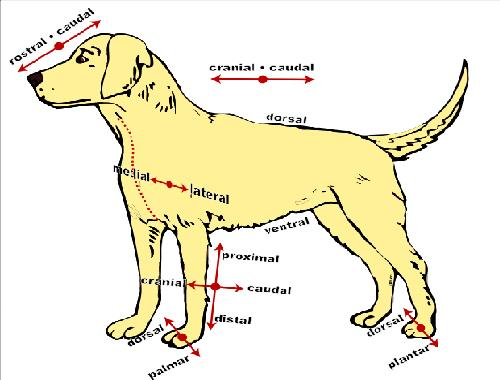 rostral • caudal
cranial • caudal
dorsal
medial
lateral
ventral
proximal
cranial
caudal
distal
dorsal
palmar
dorsal
plantar